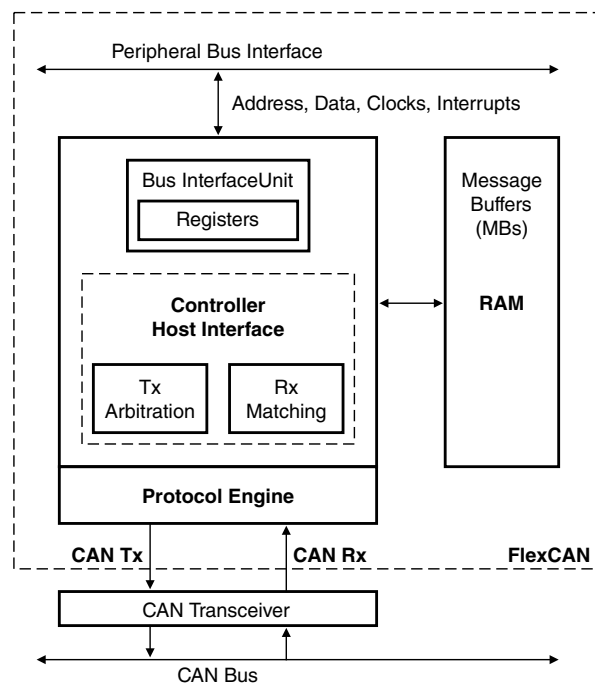 Peripheral Bus Interface
Address, Data, Clocks, Interrupts
Bus InterfaceUnit
Registers
Message
Buffers
(MBs)
RAM
Controller
Host Interface
Tx
Arbitration
Rx
Matching
Protocol Engine
CAN Tx
CAN Rx
FlexCAN
CAN Transceiver
CAN Bus